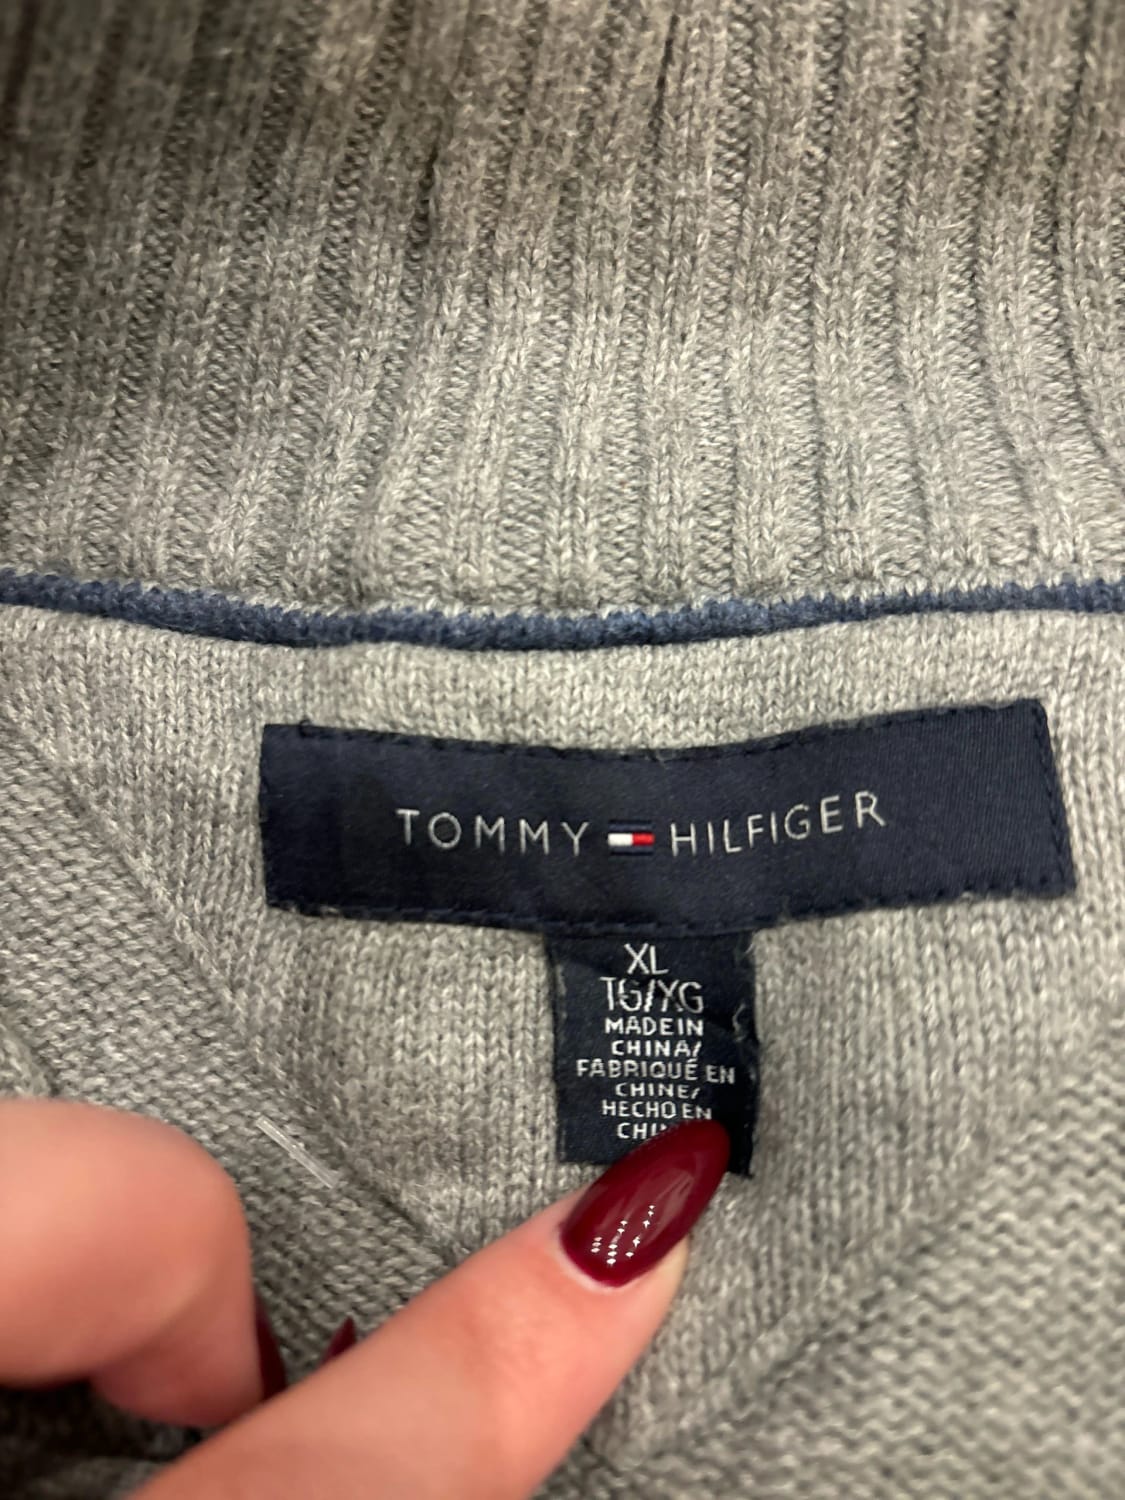 TOMMY HILFIGER
XL
TG/XG
MADE IN
CHINA/
FABRIQUÉ EN
CHINE/
HECHO EN